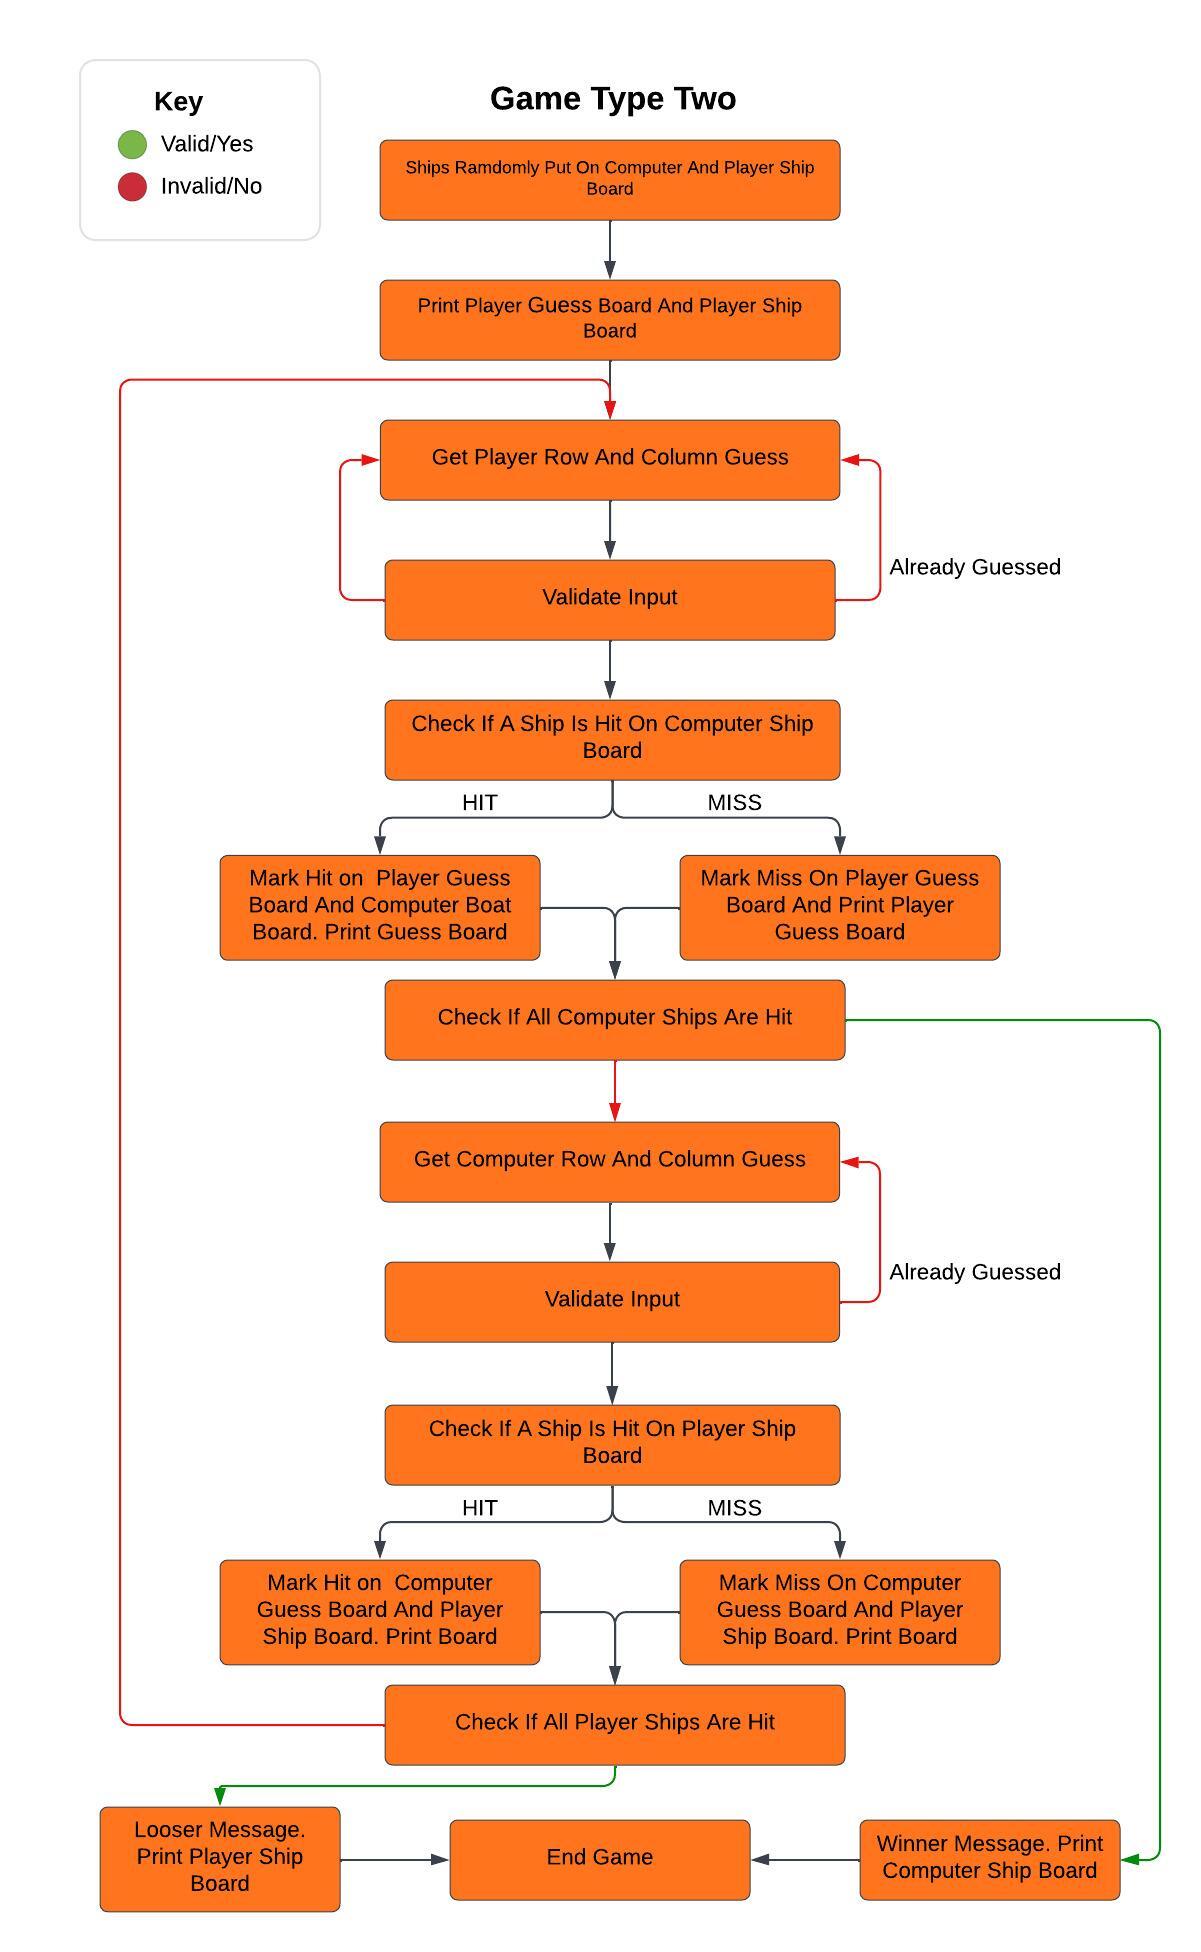 Key
Valid/Yes
Invalid/No
Game Type Two
Ships Ramdomly Put On Computer And Player Ship
Board
Print Player Guess Board And Player Ship
Board
Get Player Row And Column Guess
Already Guessed
Validate Input
Check If A Ship Is Hit On Computer Ship
Board
HIT
MISS
Mark Hit on  Player Guess
Board And Computer Boat
Board. Print Guess Board
Mark Miss On Player Guess
Board And Print Player
Guess Board
Check If All Computer Ships Are Hit
Get Computer Row And Column Guess
Already Guessed
Validate Input
Check If A Ship Is Hit On Player Ship
Board
HIT
MISS
Mark Hit on  Computer
Guess Board And Player
Ship Board. Print Board
Mark Miss On Computer
Guess Board And Player
Ship Board. Print Board
Check If All Player Ships Are Hit
Looser Message.
Print Player Ship
Board
End Game
Winner Message. Print
Computer Ship Board